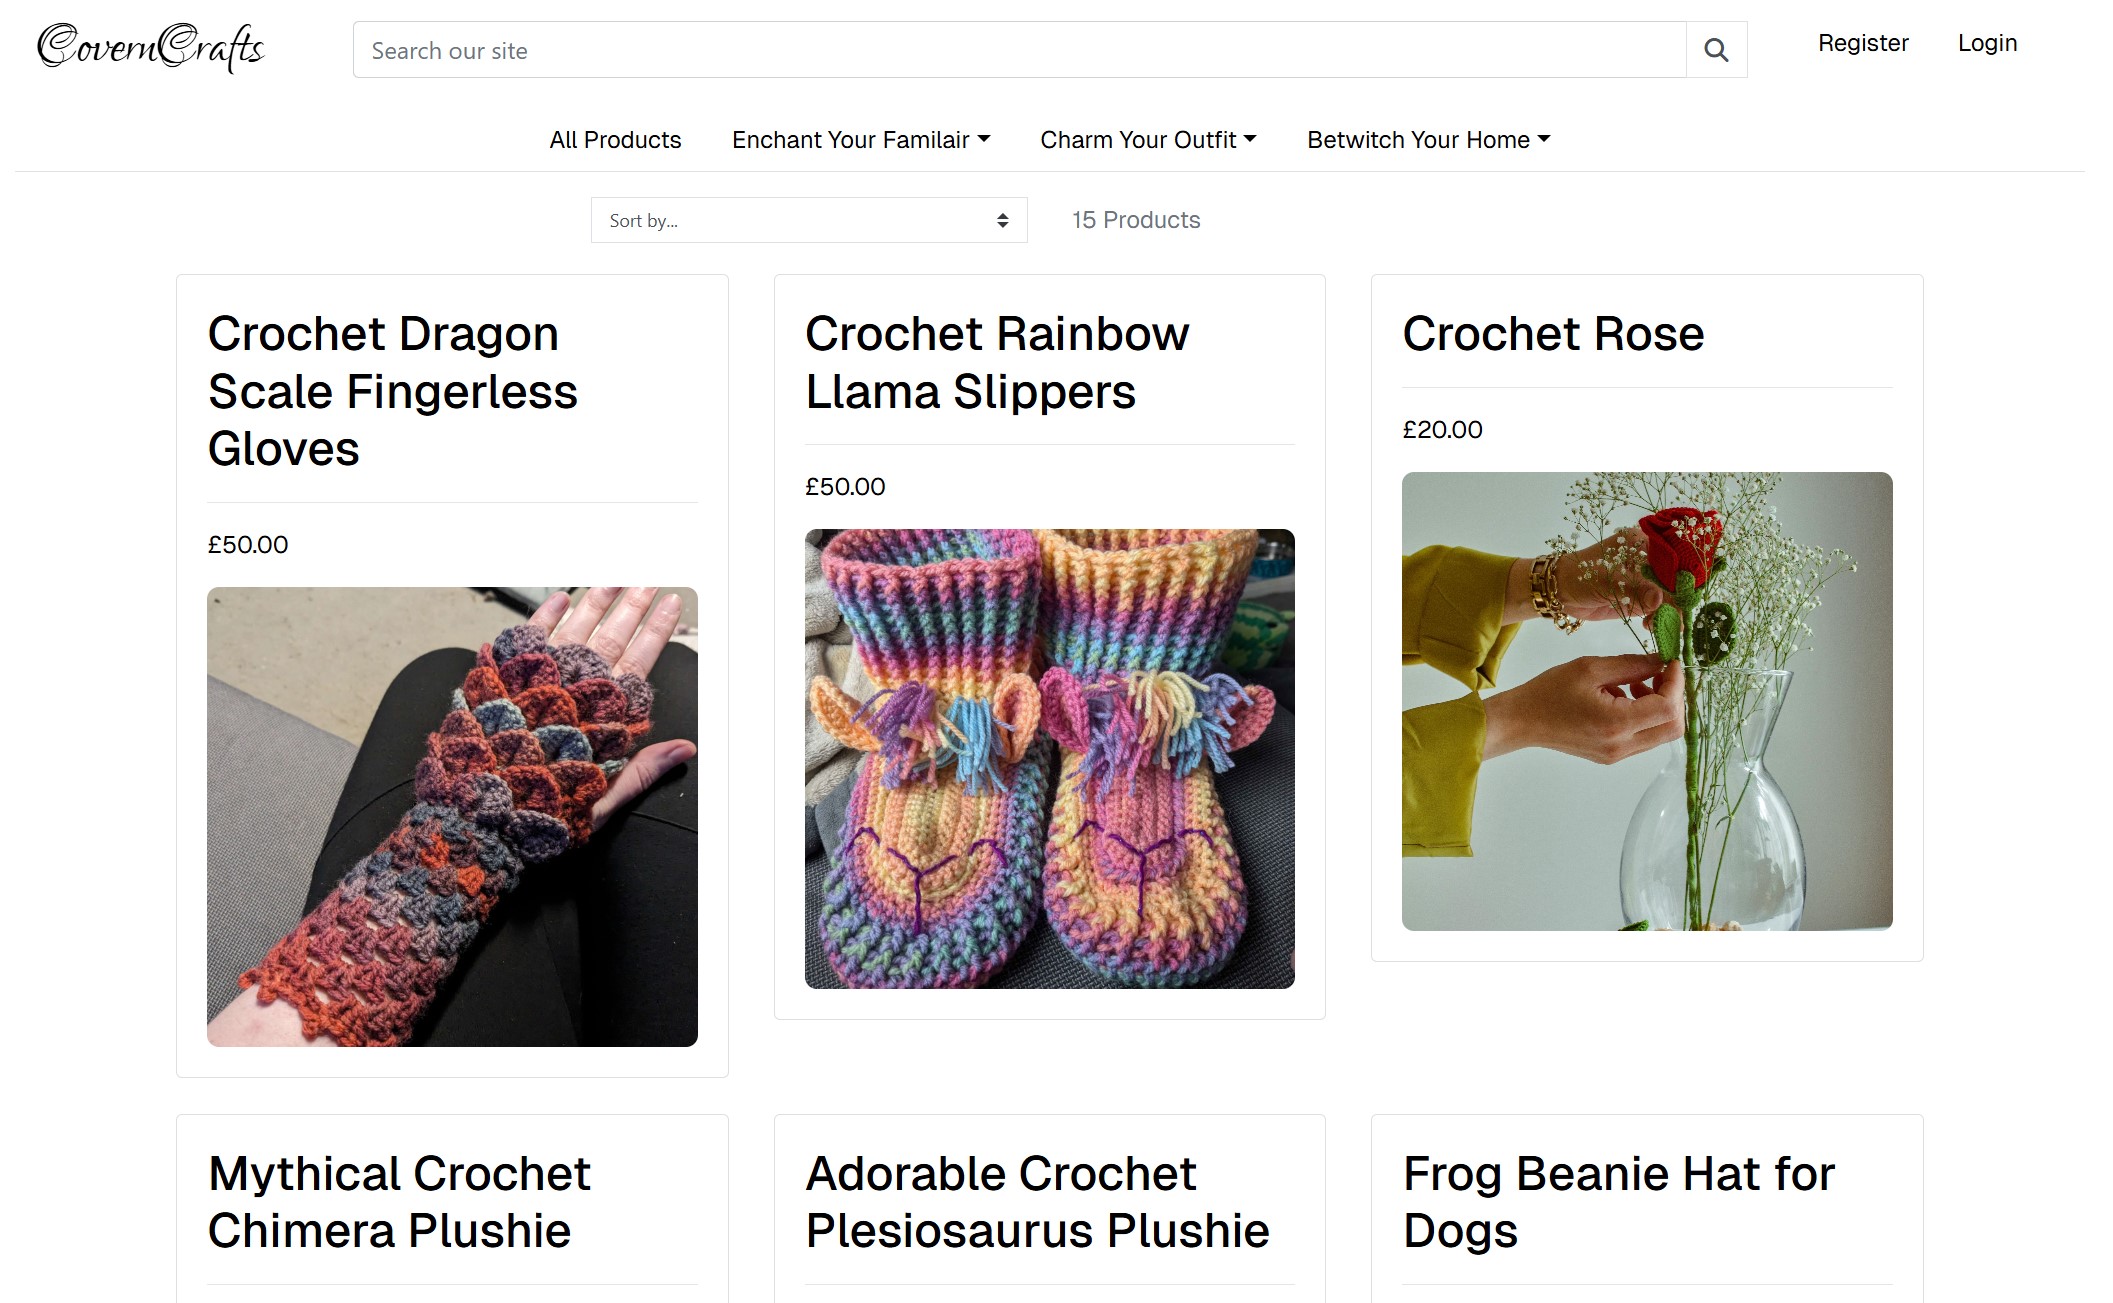 CovernCrafts
Search our site
Register
Login
All Products
Enchant Your Familair
Charm Your Outfit
Betwitch Your Home
Sort by...
15 Products
Crochet Dragon
Scale Fingerless
Gloves
£50.00
Crochet Rainbow
Llama Slippers
£50.00
Crochet Rose
£20.00
Mythical Crochet
Chimera Plushie
Adorable Crochet
Plesiosaurus Plushie
Frog Beanie Hat for
Dogs